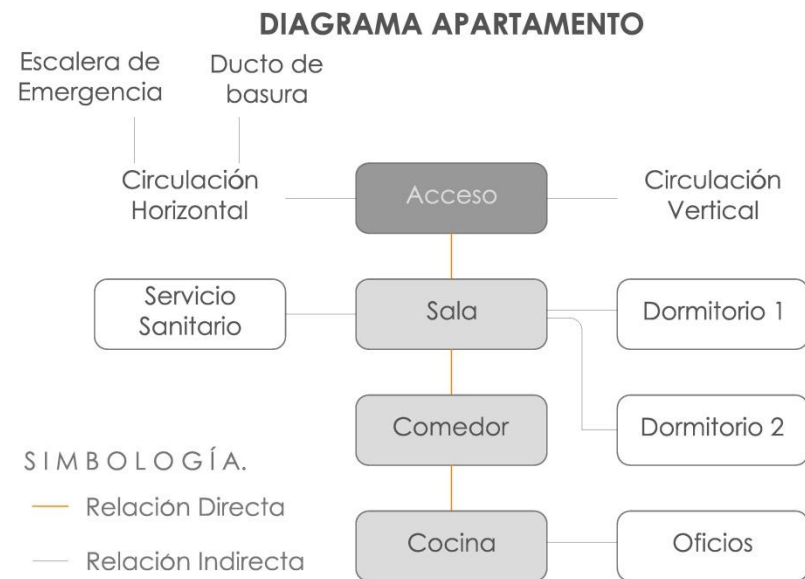 DIAGRAMA APARTAMENTO
Escalera de
Emergencia
Ducto de
basura
Circulación
Horizontal
Acceso
Circulación
Vertical
Servicio
Sanitario
Sala
Dormitorio 1
Comedor
Dormitorio 2
SIMBOLOGÍA.
Relación Directa
Cocina
Oficios
Relación Indirecta